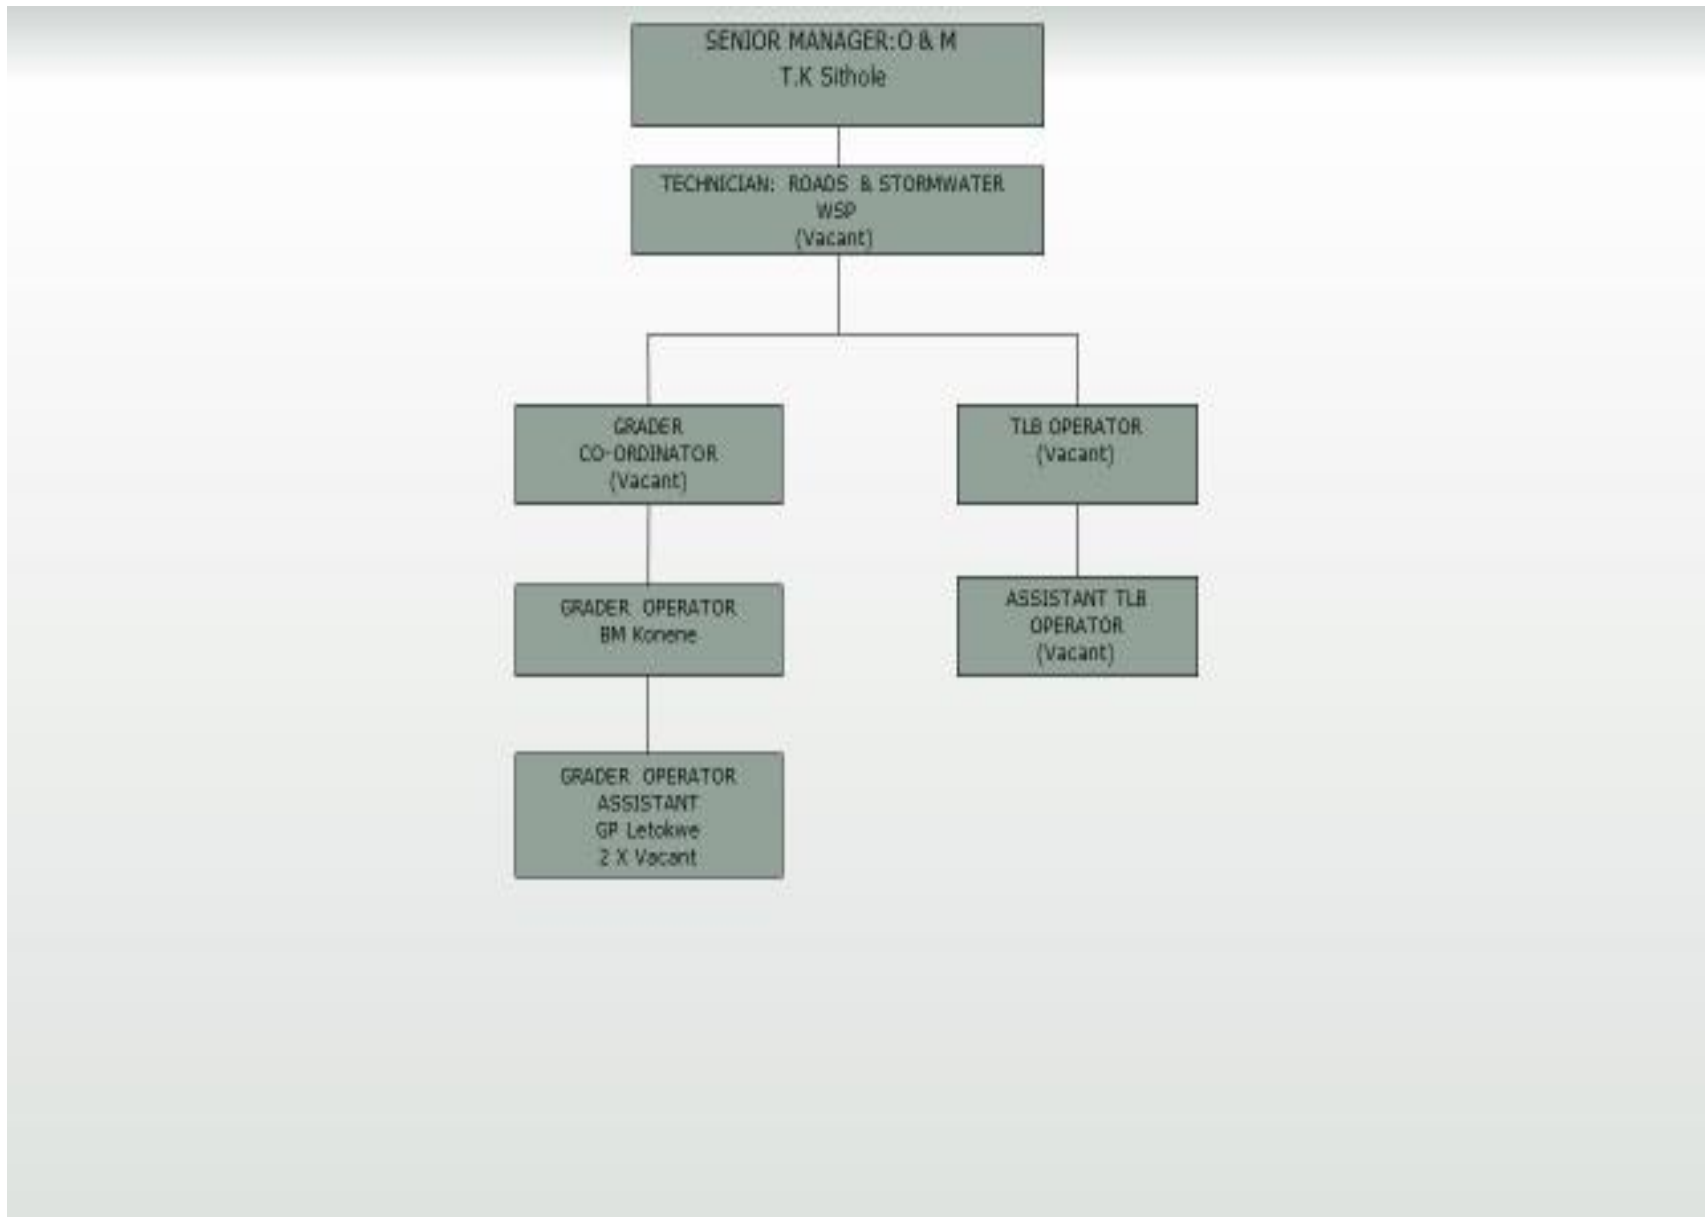 SENIOR MANAGER:O & M
T.K Sithole
TECHNICIAN: ROADS & STORMWATER
WSP
(Vacant)
GRADER
CO-ORDINATOR
(Vacant)
TLB OPERATOR
(Vacant)
GRADER OPERATOR
BM Konene
ASSISTANT TLB
OPERATOR
(Vacant)
GRADER OPERATOR
ASSISTANT
GP Letokwe
2 X Vacant